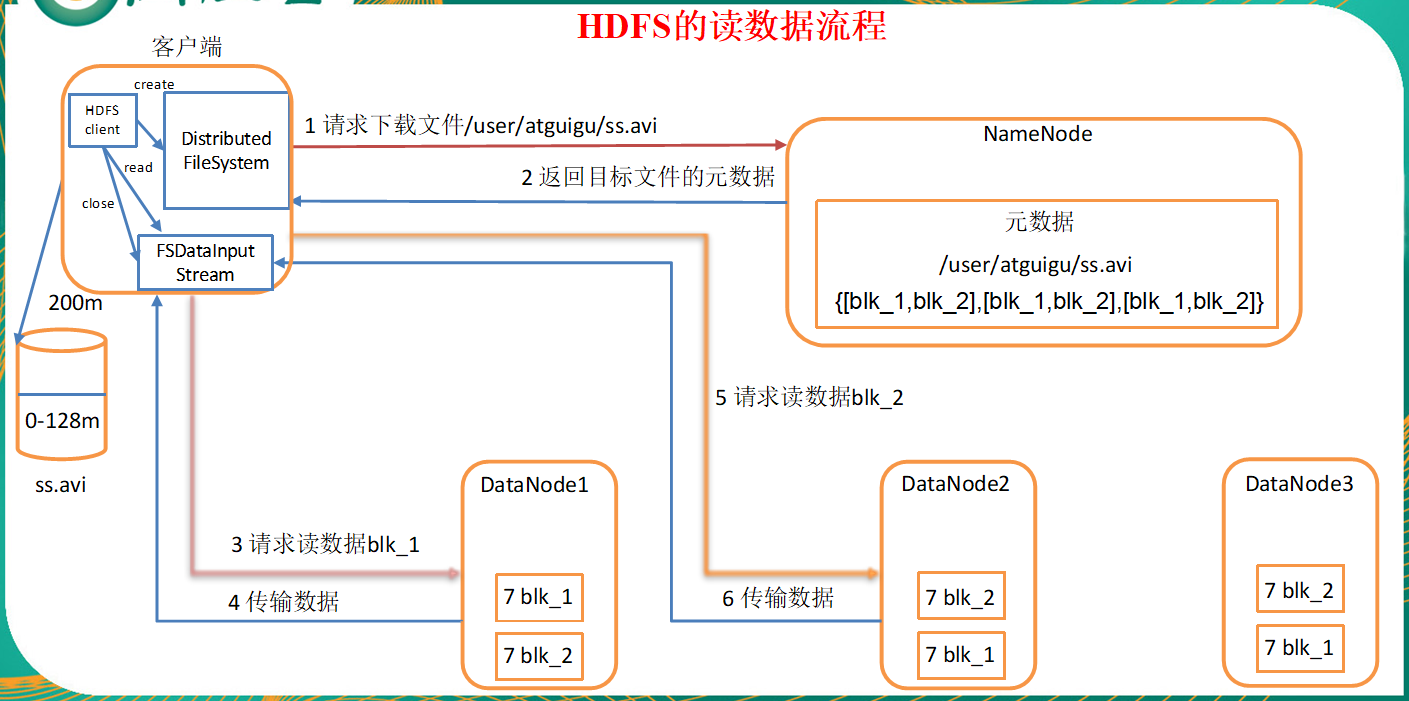 HDFS的读数据流程
客户端
create
HDFS
client
Distributed
FileSystem
read
close
FSDataInput
Stream
1 请求下载文件/user/atguigu/ss.avi
2 返回目标文件的元数据
NameNode
元数据
/user/atguigu/ss.avi
{[blk_1,blk_2],[blk_1,blk_2],[blk_1,blk_2]}
200m
0-128m
ss.avi
5 请求读数据blk_2
3 请求读数据blk_1
4 传输数据
6 传输数据
DataNode1
7 blk_1
7 blk_2
DataNode2
7 blk_2
7 blk_1
DataNode3
7 blk_2
7 blk_1